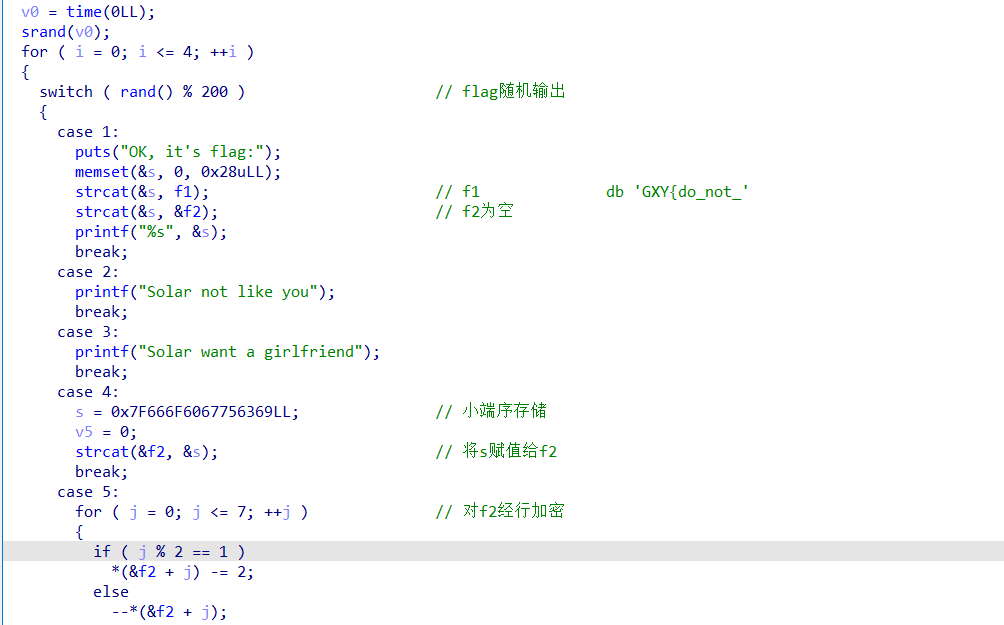 v0 = time(0LL);
srand(v0);
for ( i = 0; i <= 4; ++i )
{
switch ( rand() % 200 ) // flag随机输出
{
case 1:
puts("OK, it's flag:");
memset(&s, 0, 0x28uLL);
strcat(&s, f1); // f1 db 'GXY{do_not_'
strcat(&s, &f2); // f2为空
printf("%s", &s);
break;
case 2:
printf("Solar not like you");
break;
case 3:
printf("Solar want a girlfriend");
break;
case 4:
s = 0x7F666F6067756369LL; // 小端序存储
v5 = 0;
strcat(&f2, &s); // 将s赋值给f2
break;
case 5:
for ( j = 0; j <= 7; ++j ) // 对f2经行加密
{
if ( j % 2 == 1 )
*(&f2 + j) -= 2;
else
--*(&f2 + j);